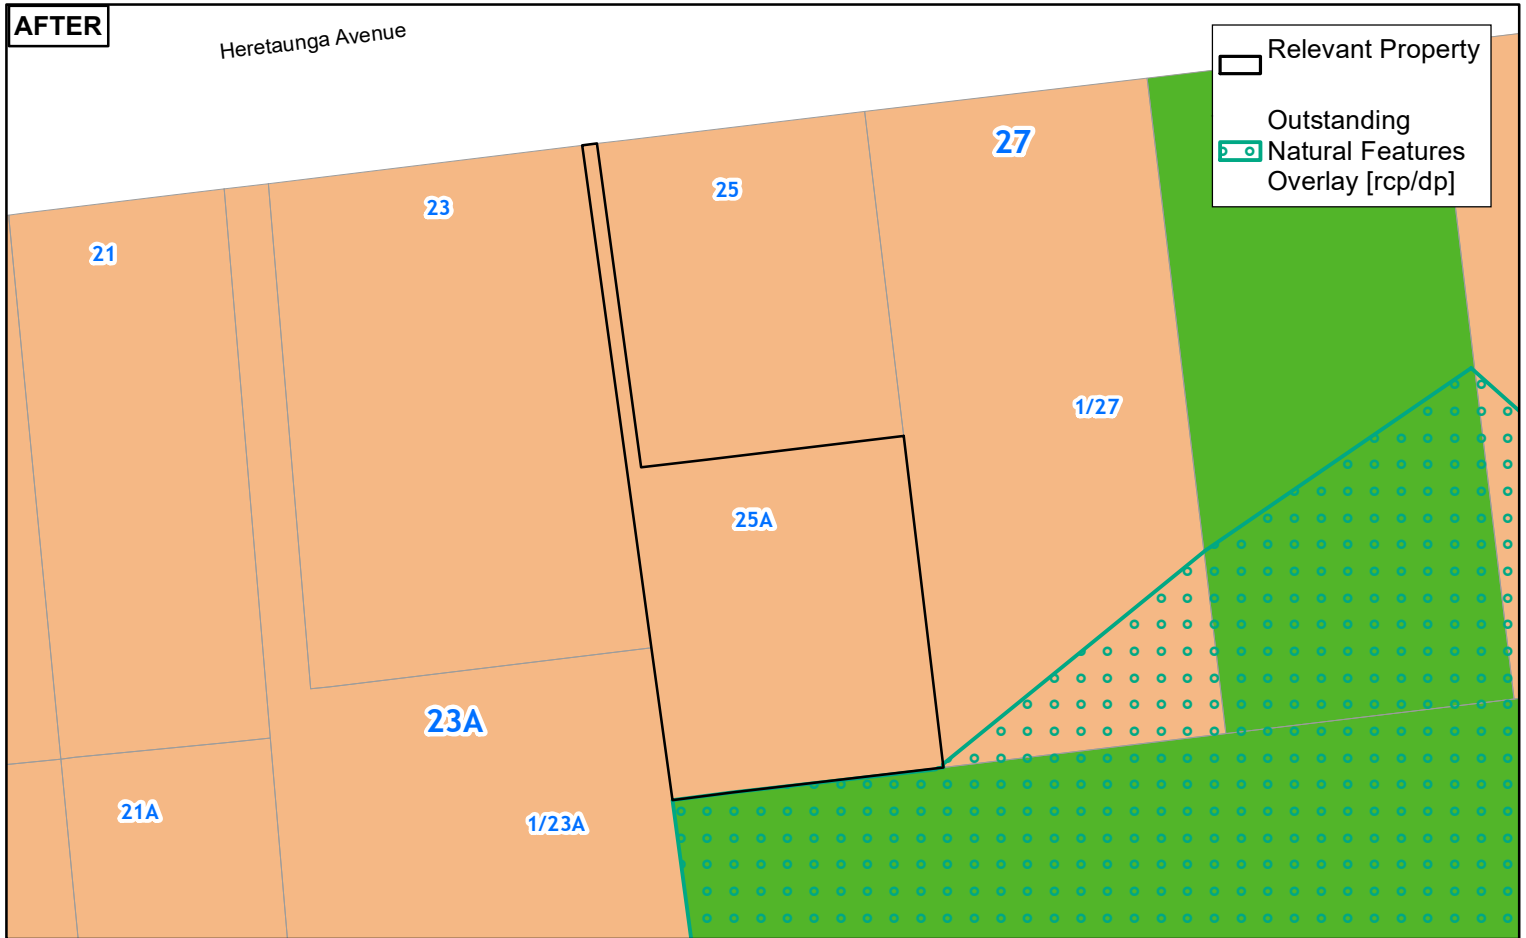 AFTER
Heretaunga Avenue
Relevant Property
Outstanding
Natural Features
Overlay [rcp/dp]
27
25
23
21
1/27
25A
23A
21A
1/23A